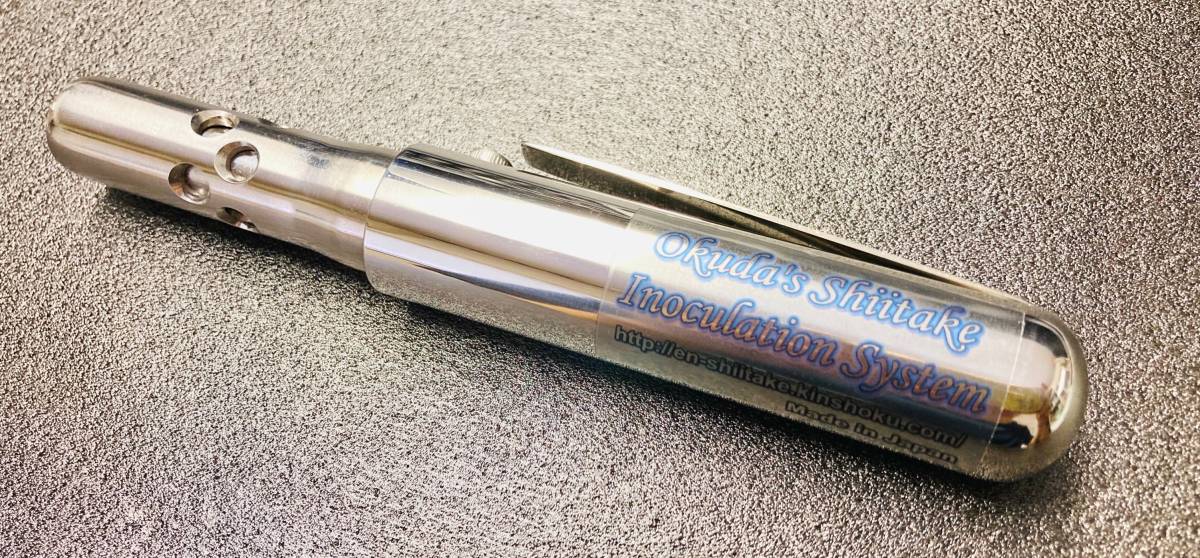 Okuda's Shiitake
Inoculation System
http://en-shiitake.kinshoku.com/
Made in Japan